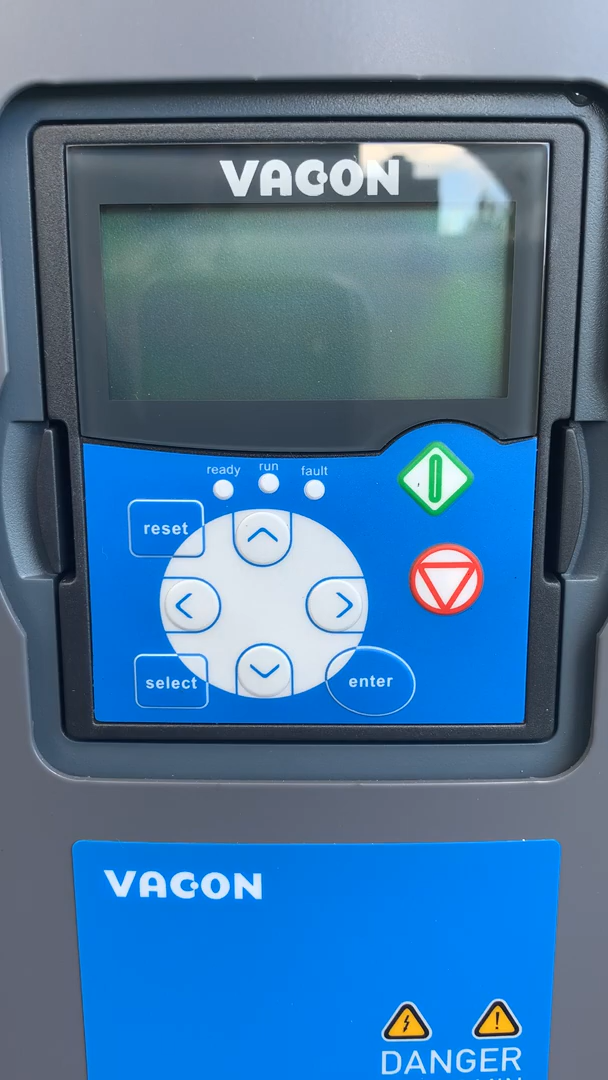 VACON
ready run fault
reset
select
enter
VACON
DANGER